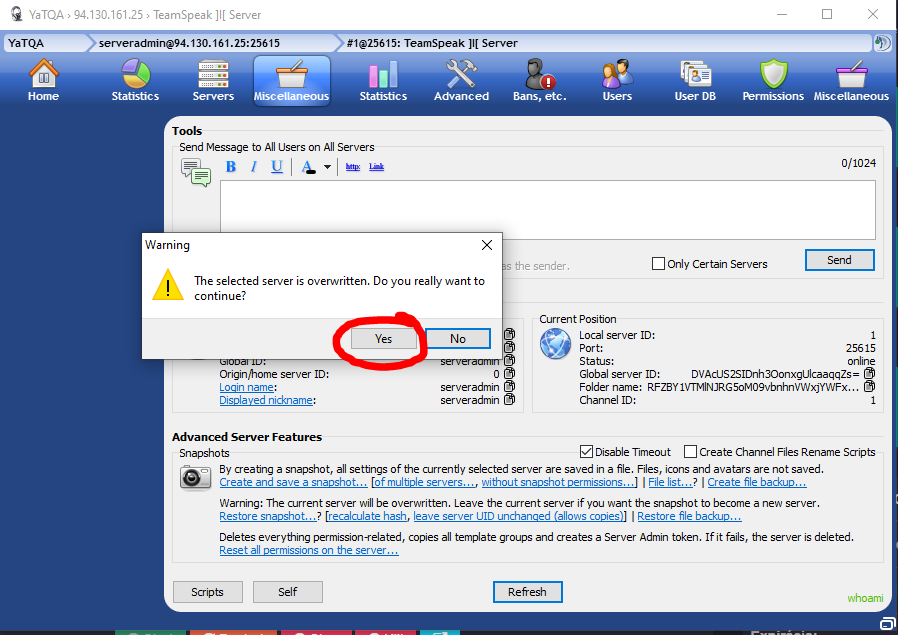 YaTQA › 94.130.161.25 › TeamSpeak ]I[ Server
YaTQA serveradmin@94.130.161.25:25615 #1@25615: TeamSpeak ]I[ Server
Home Statistics Servers Miscellaneous Statistics Advanced Bans, etc. Users User DB Permissions Miscellaneous
Tools
Send Message to All Users on All Servers
B I U A http: Link 0/1024
as the sender. Only Certain Servers Send
Warning
The selected server is overwritten. Do you really want to
continue?
Yes No
Global ID: serveradmin
Origin/home server ID: 0
Login name: serveradmin
Displayed nickname: serveradmin
Current Position
Local server ID: 1
Port: 25615
Status: online
Global server ID: DVAcUS2SIDnh3OonxgUlcaaqqZs=
Folder name: RFZBY1VTMlNJRG5oM09vbnhnVWxjYWFx...
Channel ID: 1
Advanced Server Features
Snapshots Disable Timeout Create Channel Files Rename Scripts
By creating a snapshot, all settings of the currently selected server are saved in a file. Files, icons and avatars are not saved.
Create and save a snapshot... [of multiple servers..., without snapshot permissions...] | File list...? | Create file backup...
Warning: The current server will be overwritten. Leave the current server if you want the snapshot to become a new server.
Restore snapshot...? [recalculate hash, leave server UID unchanged (allows copies)] | Restore file backup...
Deletes everything permission-related, copies all template groups and creates a Server Admin token. If it fails, the server is deleted.
Reset all permissions on the server...
Scripts Self Refresh whoami